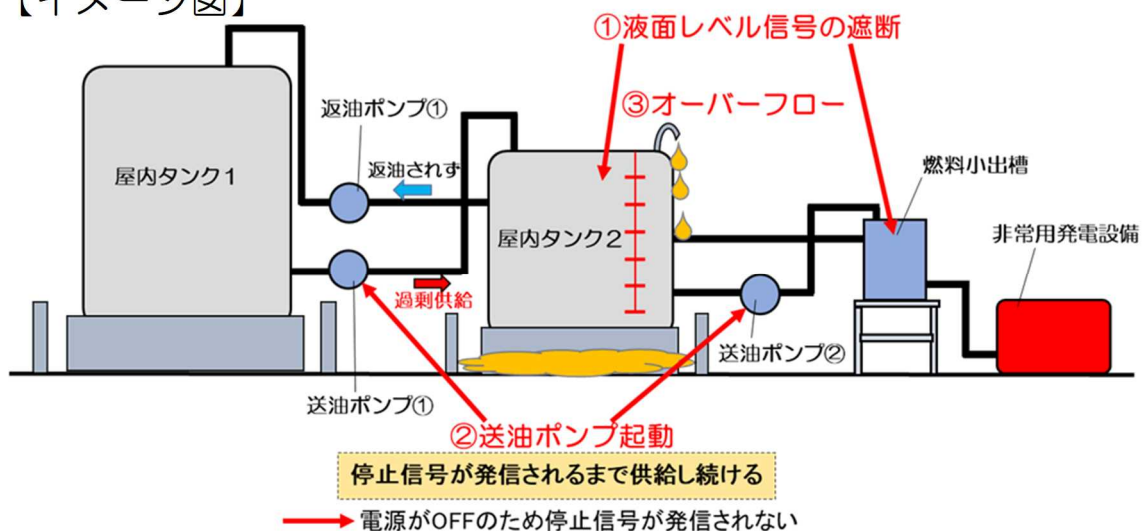 【イメージ図】
①液面レベル信号の遮断
③オーバーフロー
返油ポンプ①
返油されず
屋内タンク1
燃料小出槽
屋内タンク2
非常用発電設備
過剰供給
送油ポンプ②
送油ポンプ①
②送油ポンプ起動
停止信号が発信されるまで供給し続ける
電源がOFFのため停止信号が発信されない